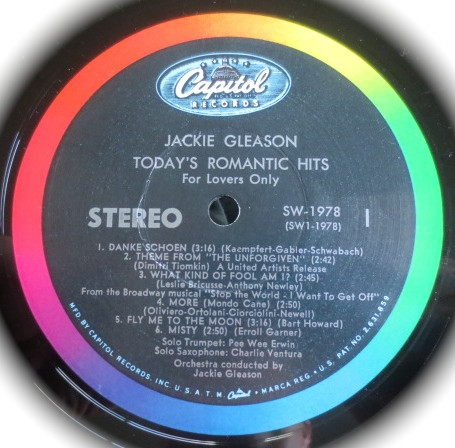 Capitol
RECORDS
JACKIE GLEASON
TODAY'S ROMANTIC HITS
For Lovers Only
STEREO
SW-1978
(SW1-1978)
1
1. DANKE SCHOEN (3:16) (Kaempfert-Gabler-Schwabach)
2. THEME FROM "THE UNFORGIVEN" (2:42)
(Dimitri Tiomkin) A United Artists Release
3. WHAT KIND OF FOOL AM I? (2:45)
(Leslie Bricusse-Anthony Newley)
From the Broadway musical "Stop the World - I Want To Get Off"
4. MORE (Mondo Cane) (2:50)
(Oliviero-Ortolani-Ciorciolini-Newell)
5. FLY ME TO THE MOON (3:16) (Bart Howard)
6. MISTY (2:50) (Erroll Garner)
Solo Trumpet: Pee Wee Erwin
Solo Saxophone: Charlie Ventura
Orchestra conducted by
Jackie Gleason
MFD BY CAPITOL RECORDS, INC. U.S.A. T.M. Capitol MARCA REG. • U.S. PAT. NO. 2,631,859